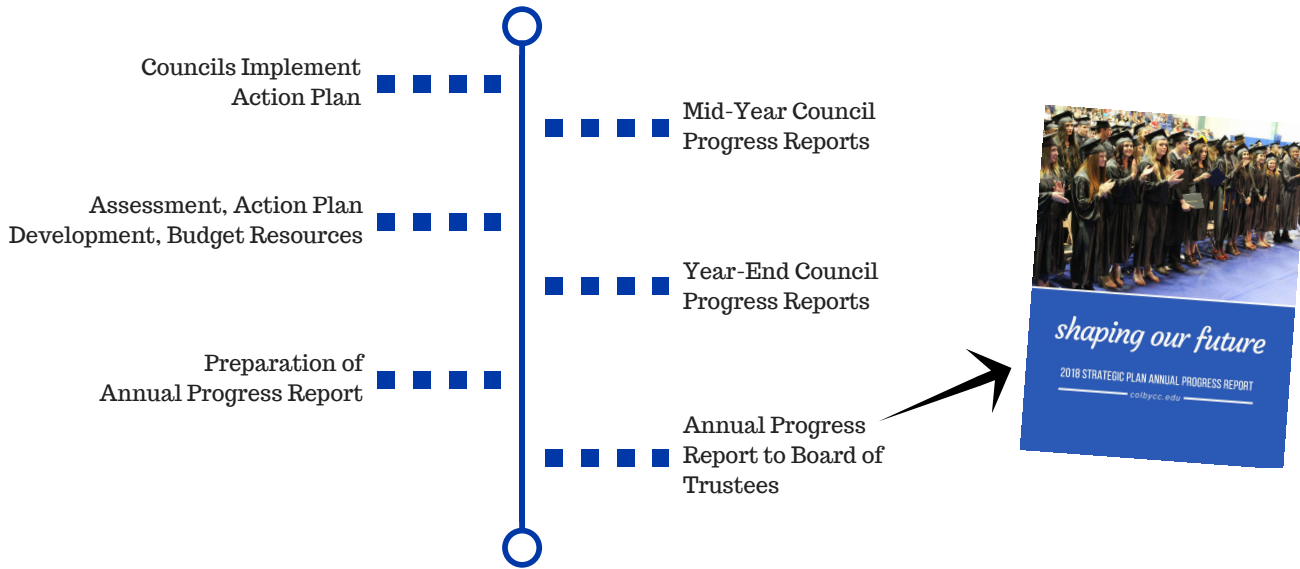 Councils Implement
Action Plan
Mid-Year Council
Progress Reports
Assessment, Action Plan
Development, Budget Resources
Year-End Council
Progress Reports
Preparation of
Annual Progress Report
Annual Progress
Report to Board of
Trustees
shaping our future
2018 STRATEGIC PLAN ANNUAL PROGRESS REPORT
colbycc.edu